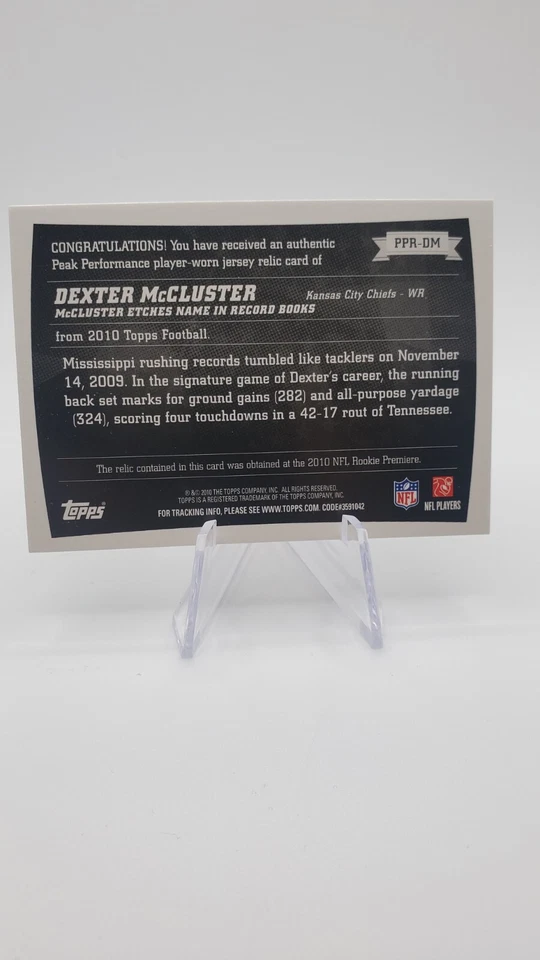 CONGRATULATIONS! You have received an authentic
Peak Performance player-worn jersey relic card of
PPR-DM
DEXTER McCLUSTER
Kansas City Chiefs - WR
McCLUSTER ETCHES NAME IN RECORD BOOKS
from 2010 Topps Football.
Mississippi rushing records tumbled like tacklers on November
14, 2009. In the signature game of Dexter's career, the running
back set marks for ground gains (282) and all-purpose yardage
(324), scoring four touchdowns in a 42-17 rout of Tennessee.
The relic contained in this card was obtained at the 2010 NFL Rookie Premiere.
® &© 2010 THE TOPPS COMPANY, INC. ALL RIGHTS RESERVED.
TOPPS IS A REGISTERED TRADEMARK OF THE TOPPS COMPANY, INC.
FOR TRACKING INFO, PLEASE SEE WWW.TOPPS.COM. CODE#3591042
topps
NFL
NFL PLAYERS